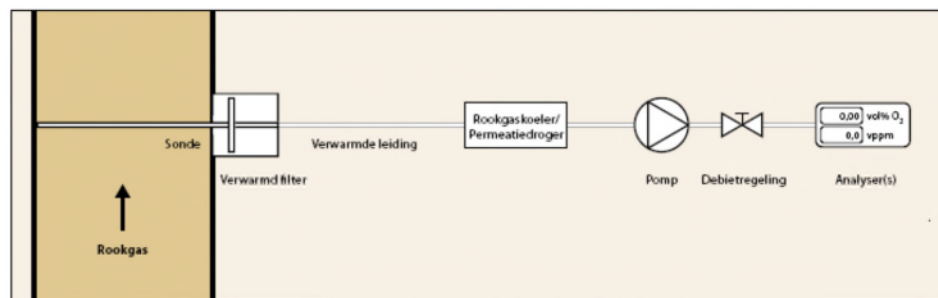 Rookgaskoeler/
Permeatiedroger
0,00 vol% O2
0,0 vppm
Sonde
Verwarmde leiding
Verwarmd filter
Pomp
Debietregeling
Analyser(s)
Rookgas